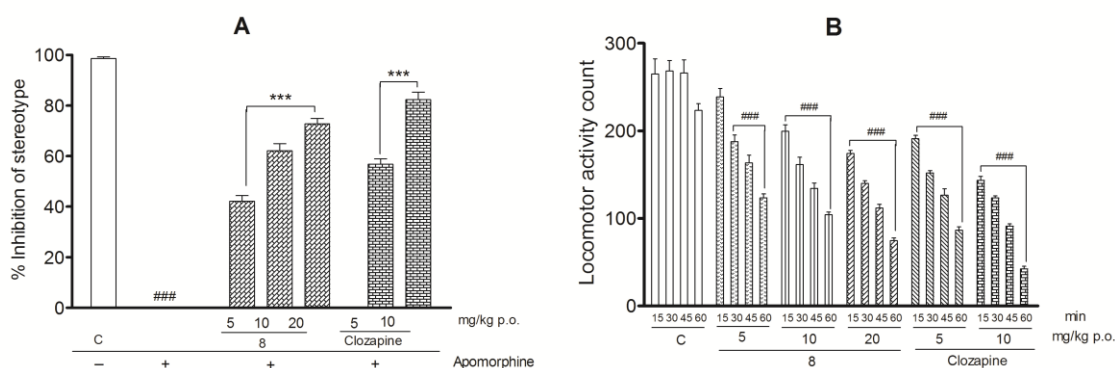 A
% Inhibition of stereotype
100
80
60
40
20
0
###
***
***
5 10 20 5 10 mg/kg p.o.
C 8 Clozapine
– + + + Apomorphine
B
Locomotor activity count
300
200
100
0
###
###
###
###
###
15 30 45 60 15 30 45 60 15 30 45 60 15 30 45 60 15 30 45 60 15 30 45 60 min
C 5 10 20 5 10 mg/kg p.o.
8 Clozapine